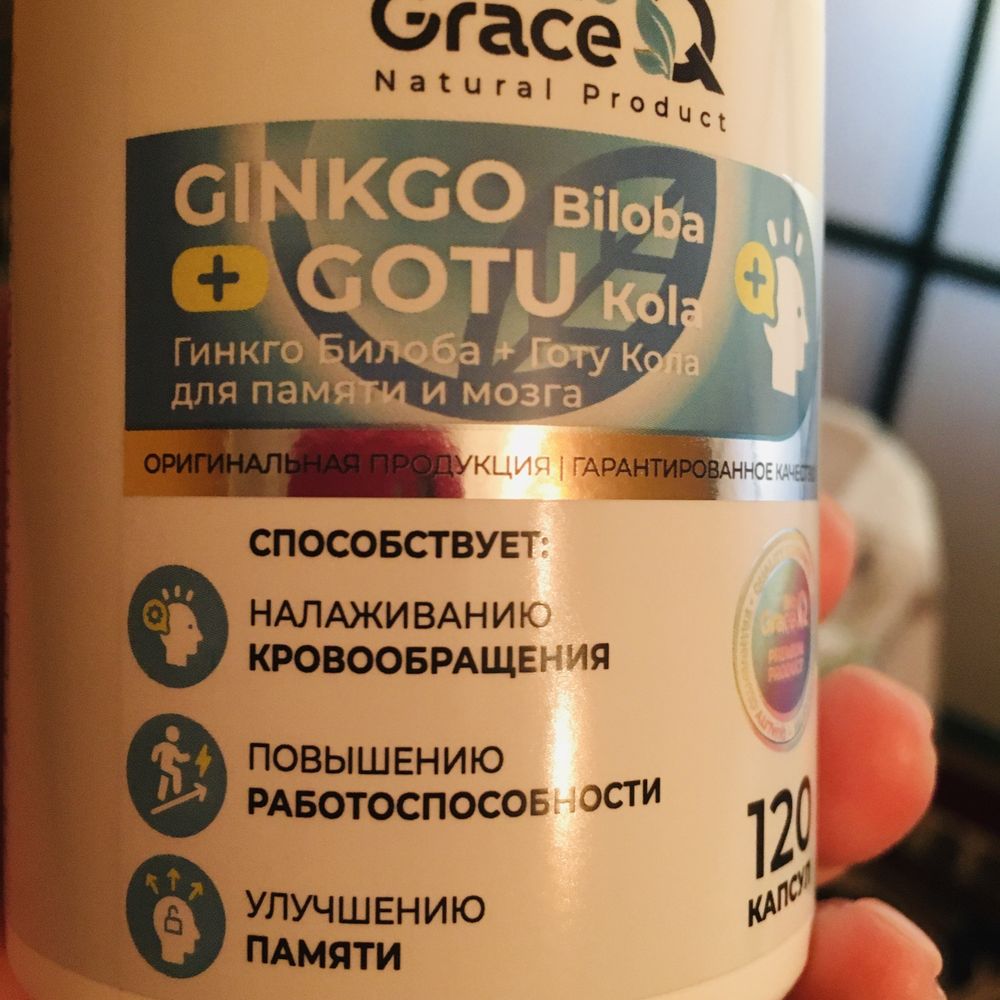 Grace Q
Natural Product
GINKGO Biloba
+ GOTU Kola
Гинкго Билоба + Готу Кола
для памяти и мозга
ОРИГИНАЛЬНАЯ ПРОДУКЦИЯ | ГАРАНТИРОВАННОЕ
СПОСОБСТВУЕТ:
НАЛАЖИВАНИЮ
КРОВООБРАЩЕНИЯ
ПОВЫШЕНИЮ
РАБОТОСПОСОБНОСТИ
УЛУЧШЕНИЮ
ПАМЯТИ
120
КАПСУЛ